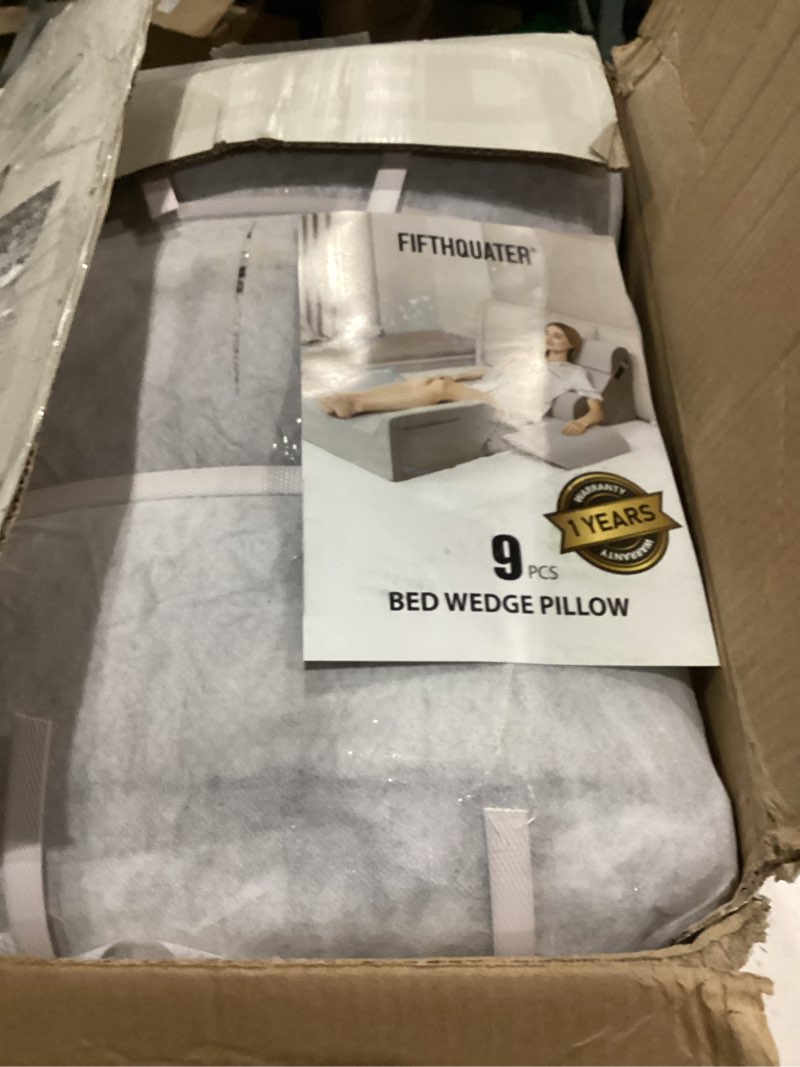 FIFTHQUATER®
WARRANTY
1 YEARS
WARRANTY
9 PCS
BED WEDGE PILLOW